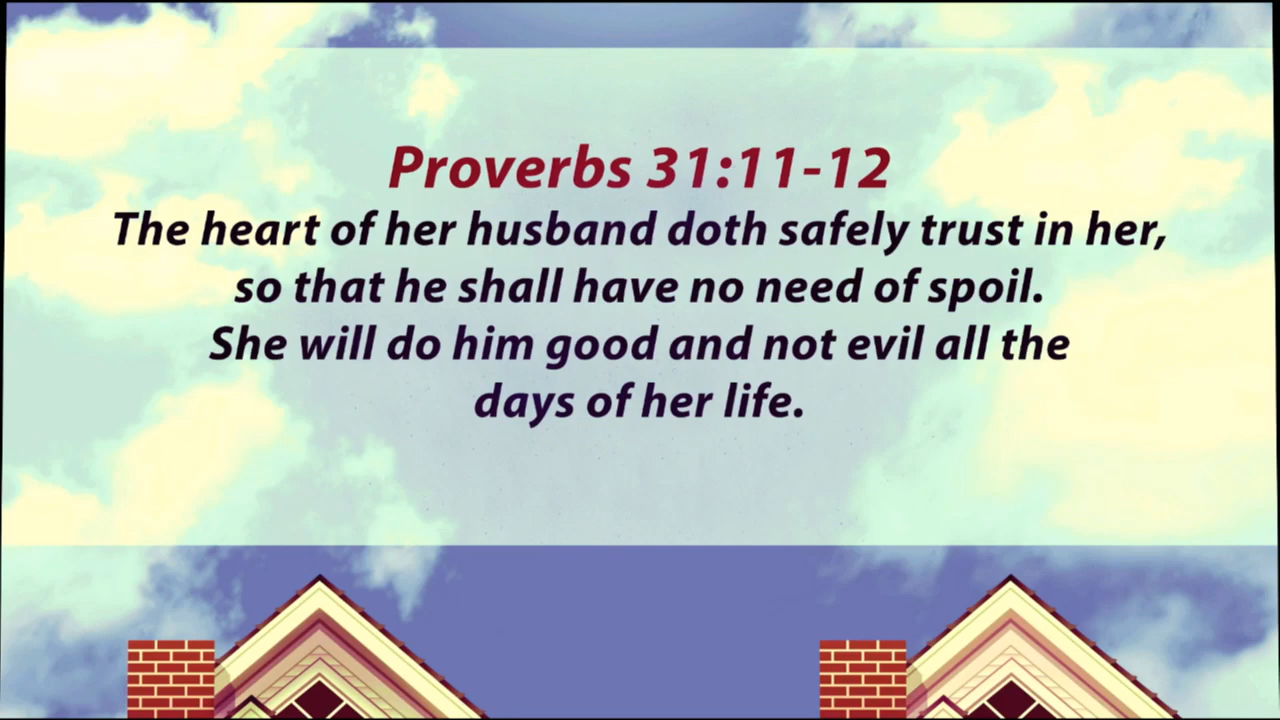 Proverbs 31:11-12
The heart of her husband doth safely trust in her,
so that he shall have no need of spoil.
She will do him good and not evil all the
days of her life.